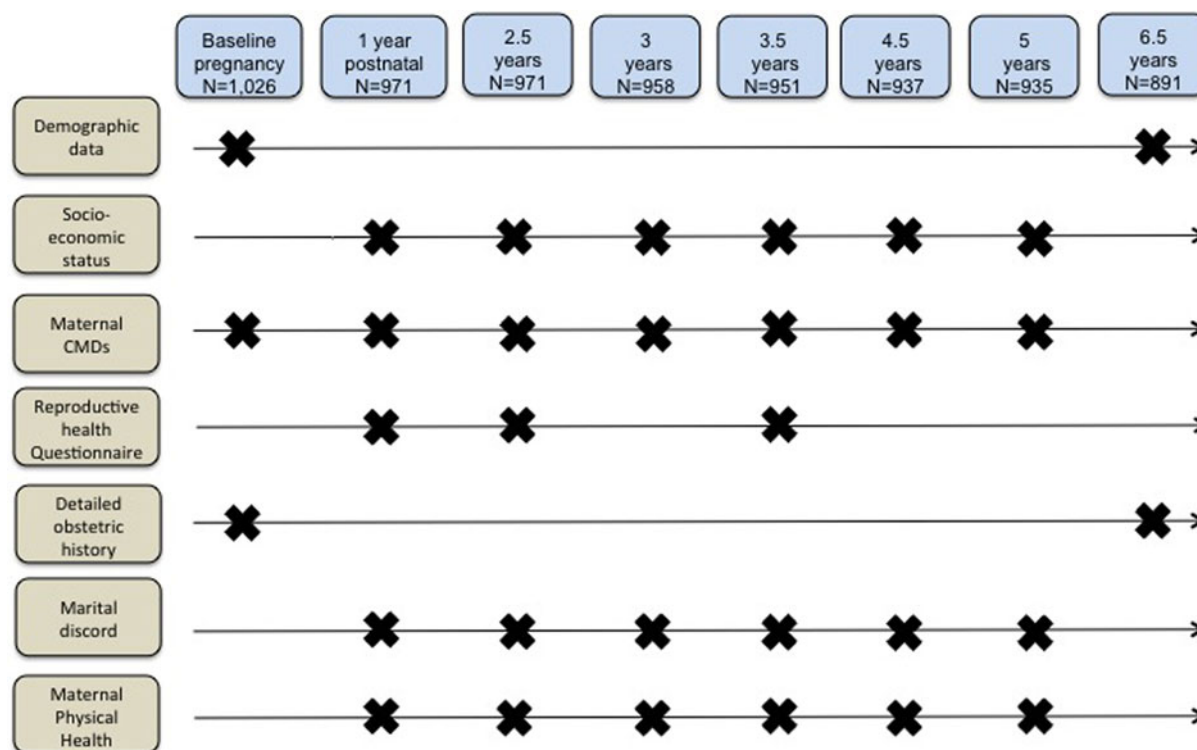 Baseline
pregnancy
N=1,026
1 year
postnatal
N=971
2.5
years
N=971
3
years
N=958
3.5
years
N=951
4.5
years
N=937
5
years
N=935
6.5
years
N=891
Demographic
data
Socio-
economic
status
Maternal
CMDs
Reproductive
health
Questionnaire
Detailed
obstetric
history
Marital
discord
Maternal
Physical
Health